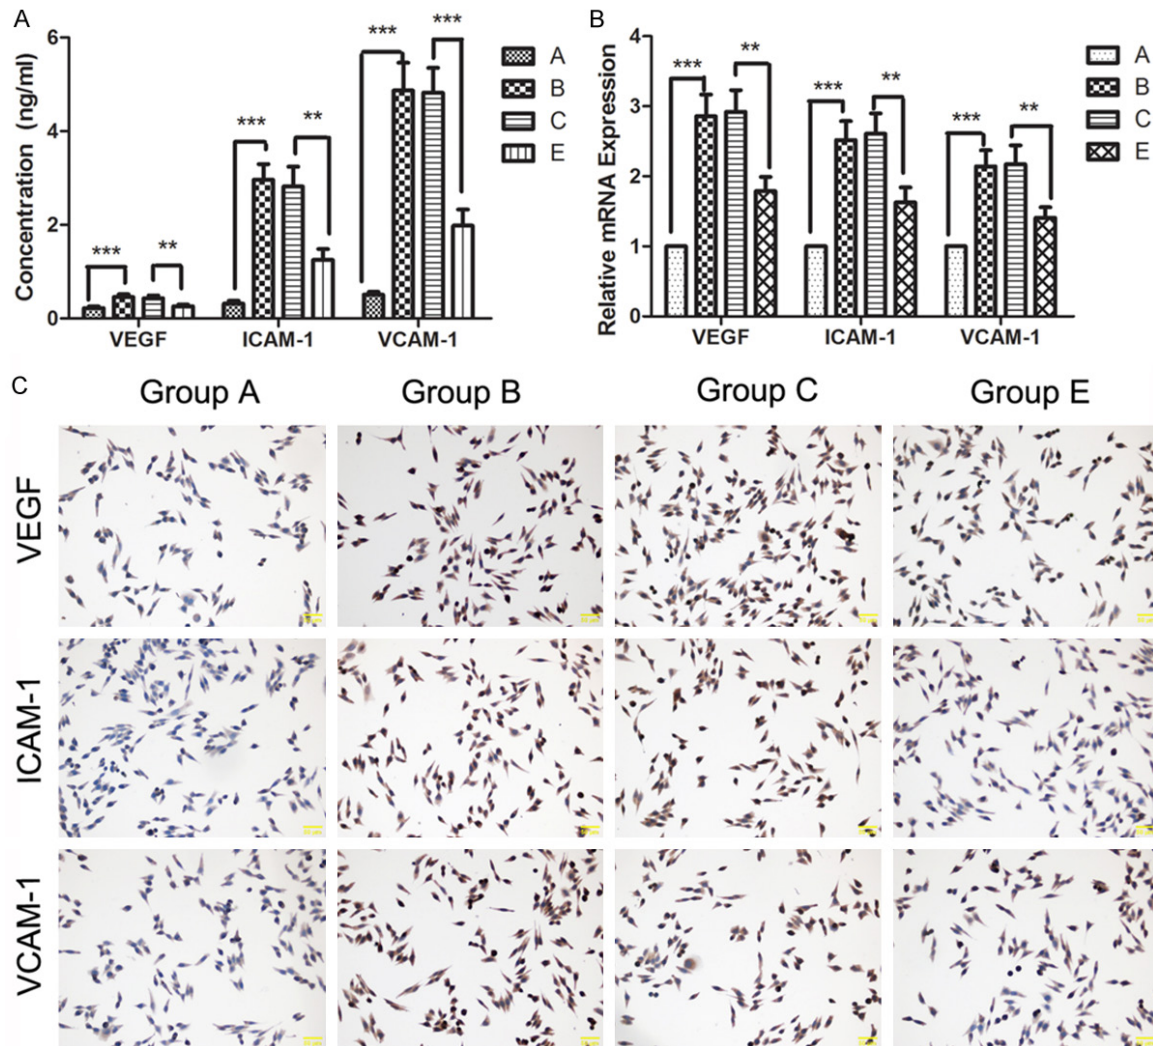 A
Concentration (ng/ml)
6
4
2
0
***
**
***
**
***
***
VEGF
ICAM-1
VCAM-1
A
B
C
E
B
Relative mRNA Expression
4
3
2
1
0
***
**
***
**
***
**
VEGF
ICAM-1
VCAM-1
A
B
C
E
C
Group A
Group B
Group C
Group E
VEGF
ICAM-1
VCAM-1